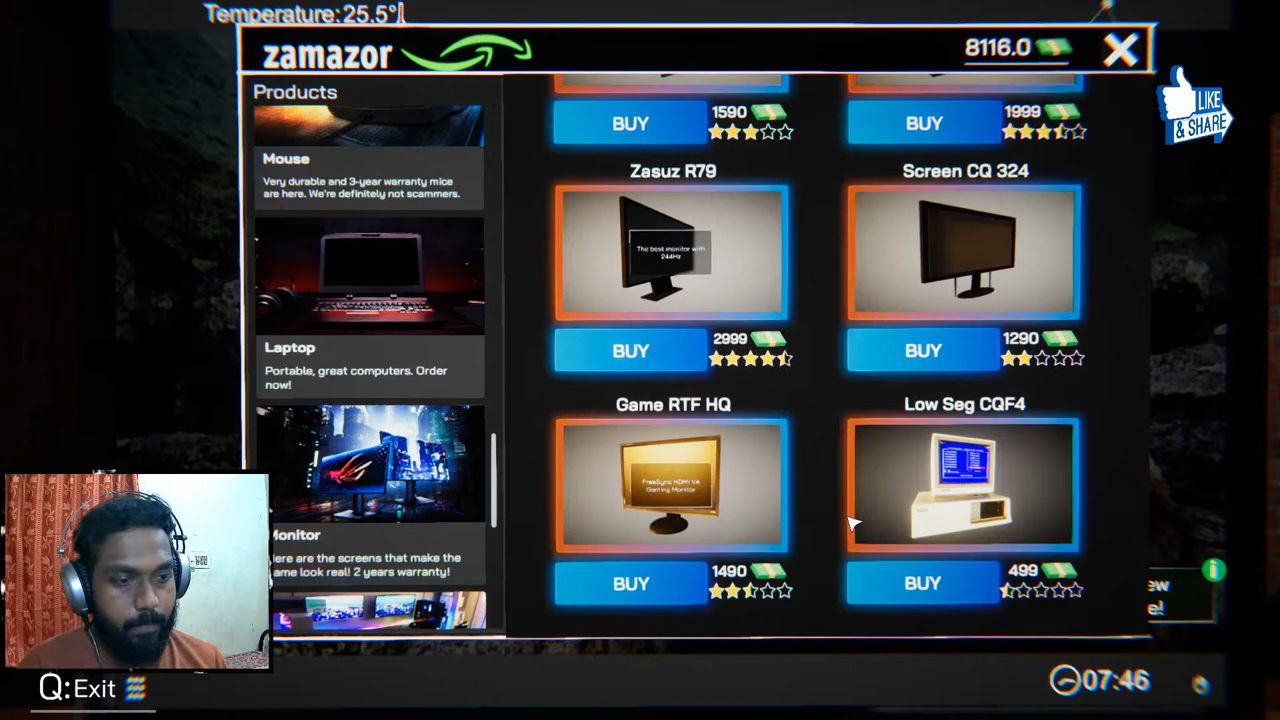 Temperature: 25.5°
zamazor
8116.0
Products
Mouse
Very durable and 3-year warranty mice
are here. We're definitely not scammers.
Laptop
Portable, great computers. Order
now!
Monitor
ere are the screens that make the
ame look real! 2 years warranty!
BUY
1590
BUY
1999
Zasuz R79
The best monitor with
244Hz
BUY
2999
Screen CQ 324
BUY
1290
Game RTF HQ
FreeSync HDMI VA
Gaming Monitor
BUY
1490
Low Seg CQF4
BUY
499
LIKE
& SHARE
ew
e!
Q: Exit
07:46